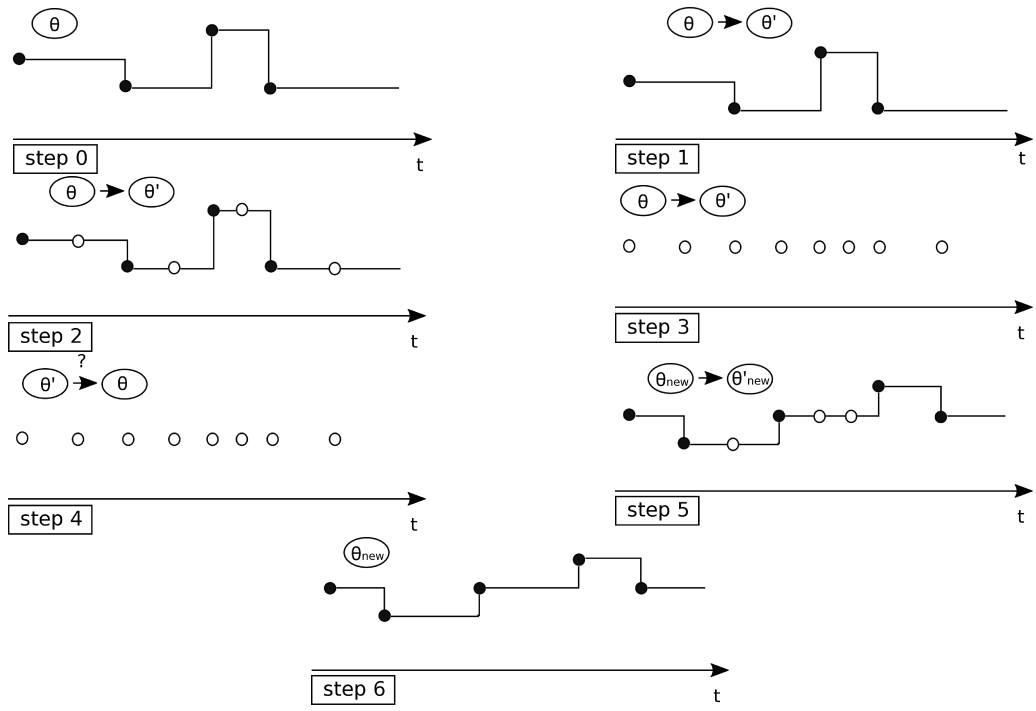 θ
t
step 0
θ θ'
t
step 1
θ θ'
t
step 2
θ θ'
t
step 3
?
θ' θ
t
step 4
θnew θ'new
t
step 5
θnew
t
step 6